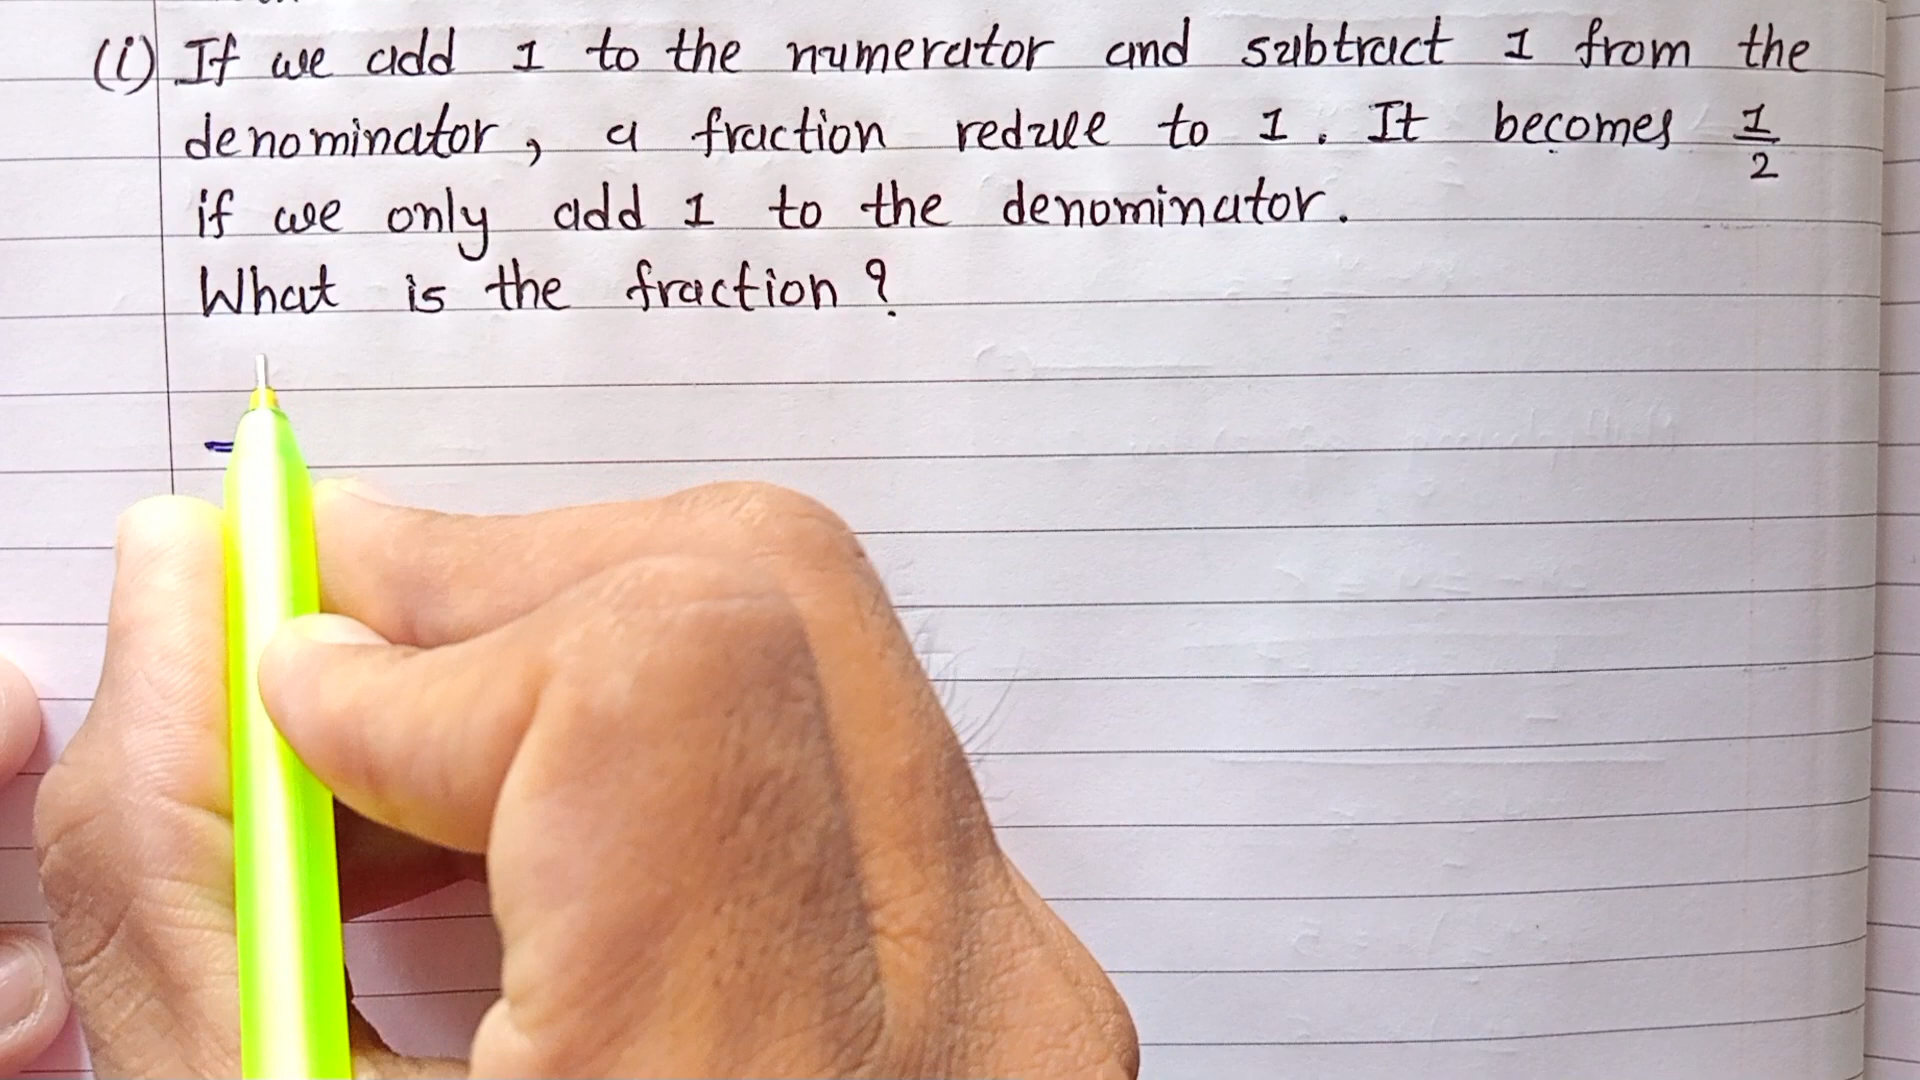 (i) If we add 1 to the numerator and subtract 1 from the
denominator, a fraction reduce to 1. It becomes 1/2
if we only add 1 to the denominator.
What is the fraction?